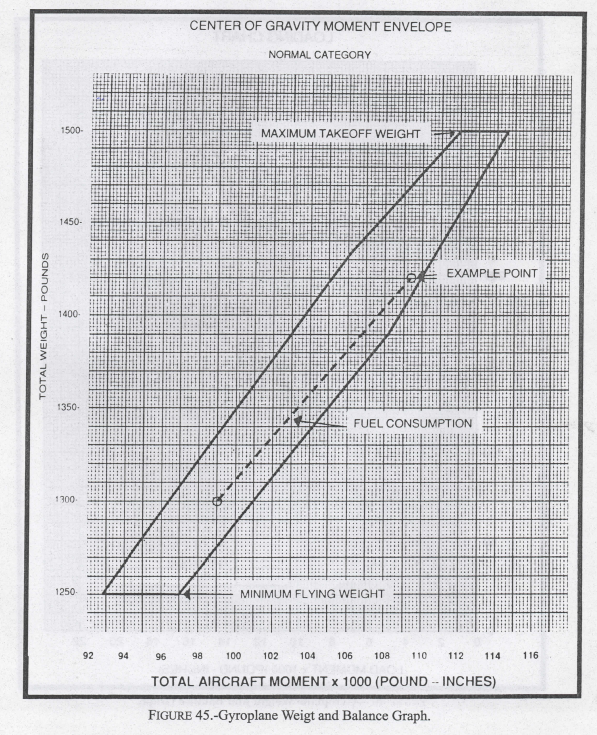 CENTER OF GRAVITY MOMENT ENVELOPE
NORMAL CATEGORY
1500-
MAXIMUM TAKEOFF WEIGHT
1450-
EXAMPLE POINT
1400-
TOTAL WEIGHT – POUNDS
1350-
FUEL CONSUMPTION
1300-
1250-
MINIMUM FLYING WEIGHT
92 94 96 98 100 102 104 106 108 110 112 114 116
TOTAL AIRCRAFT MOMENT x 1000 (POUND – INCHES)
FIGURE 45.-Gyroplane Weigt and Balance Graph.